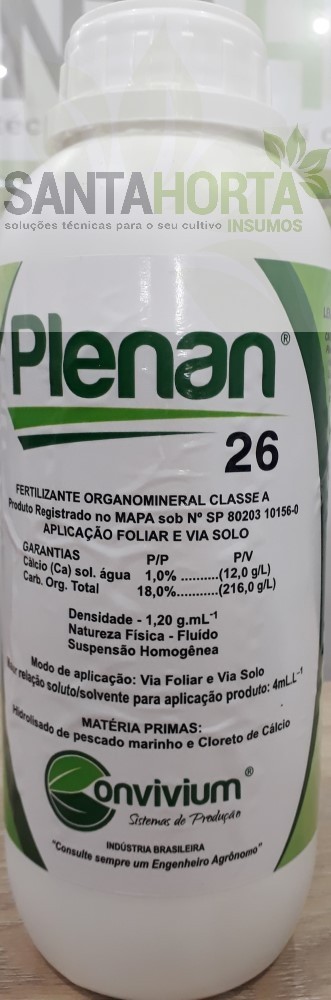 SANTAHORTA
soluções técnicas para o seu cultivo INSUMOS
Plenan®
26
FERTILIZANTE ORGANOMINERAL CLASSE A
Produto Registrado no MAPA sob Nº SP 80203 10156-0
APLICAÇÃO FOLIAR E VIA SOLO
GARANTIAS P/P P/V
Cálcio (Ca) sol. água 1,0% ..........(12,0 g/L)
Carb. Org. Total 18,0%..........(216,0 g/L)
Densidade - 1,20 g.mL⁻¹
Natureza Física - Fluído
Suspensão Homogênea
Modo de aplicação: Via Foliar e Via Solo
relação soluto/solvente para aplicação produto: 4mL.L⁻¹
MATÉRIA PRIMAS:
Hidrolisado de pescado marinho e Cloreto de Cálcio
Convivium®
Sistemas de Produção
INDÚSTRIA BRASILEIRA
"Consulte sempre um Engenheiro Agrônomo"